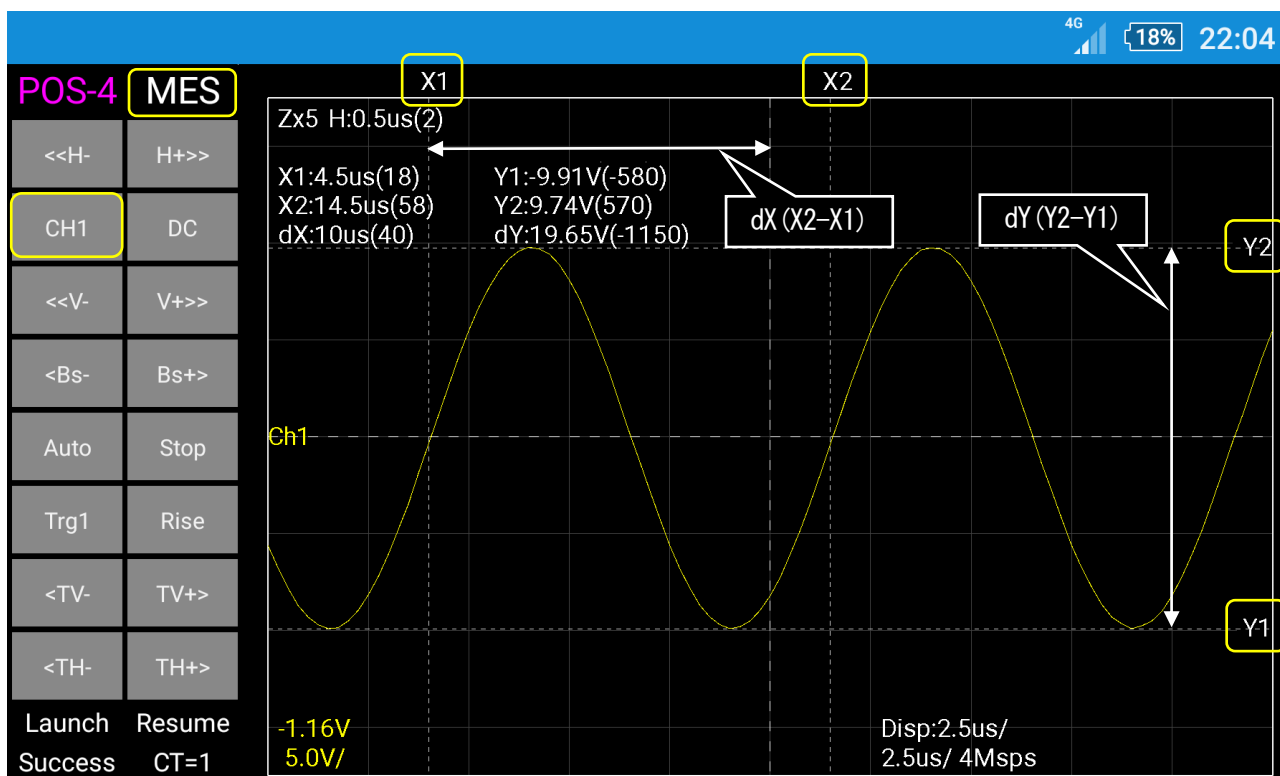 4G 18% 22:04
POS-4 MES
X1 X2
<<H- H+>>
CH1 DC
<<V- V+>>
<Bs- Bs+>
Auto Stop
Trg1 Rise
<TV- TV+>
<TH- TH+>
Launch Resume
Success CT=1
Zx5 H:0.5us(2)
X1:4.5us(18) Y1:-9.91V(-580)
X2:14.5us(58) Y2:9.74V(570)
dX:10us(40) dY:19.65V(-1150)
dX(X2-X1)
dY(Y2-Y1)
Y2
Ch1
Y1
-1.16V Disp:2.5us/
5.0V/ 2.5us/ 4Msps